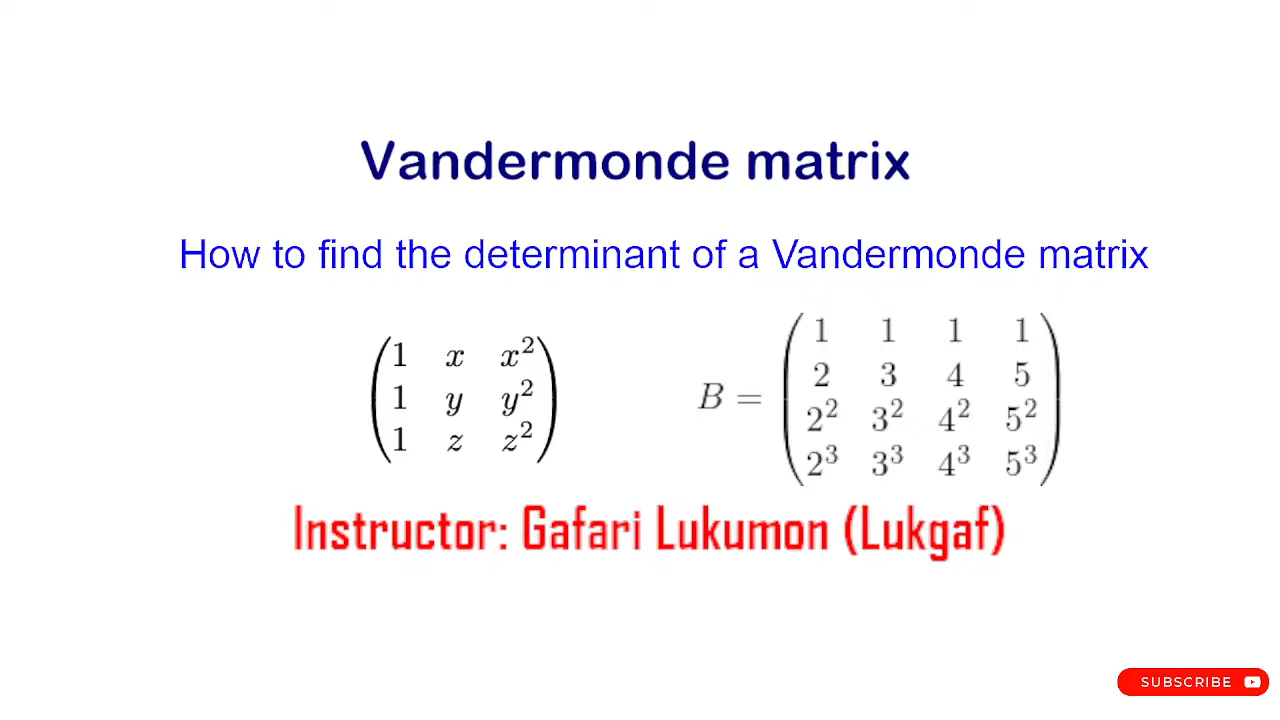 Vandermonde matrix
How to find the determinant of a Vandermonde matrix
1 x x²
1 y y²
1 z z²
B =
1 1 1 1
2 3 4 5
2² 3² 4² 5²
2³ 3³ 4³ 5³
Instructor: Gafari Lukumon (Lukgaf)
SUBSCRIBE